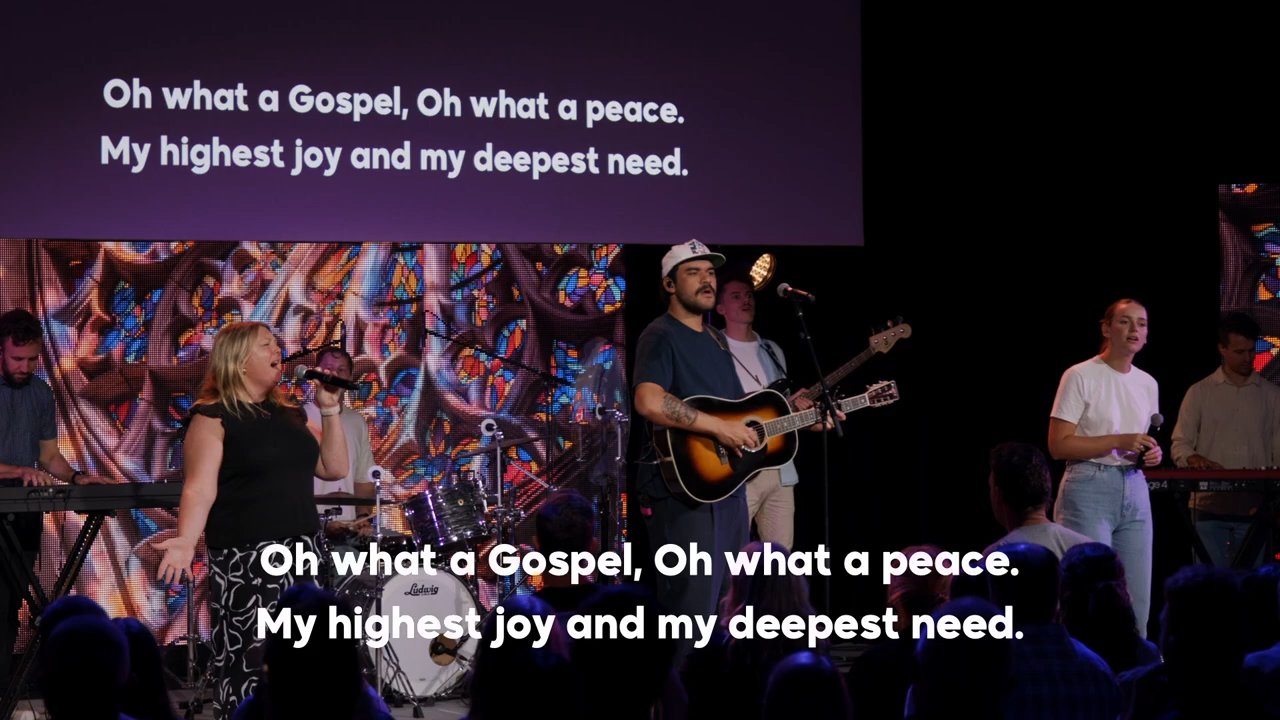 Oh what a Gospel, Oh what a peace.
My highest joy and my deepest need.
Ludwig
Oh what a Gospel, Oh what a peace.
My highest joy and my deepest need.